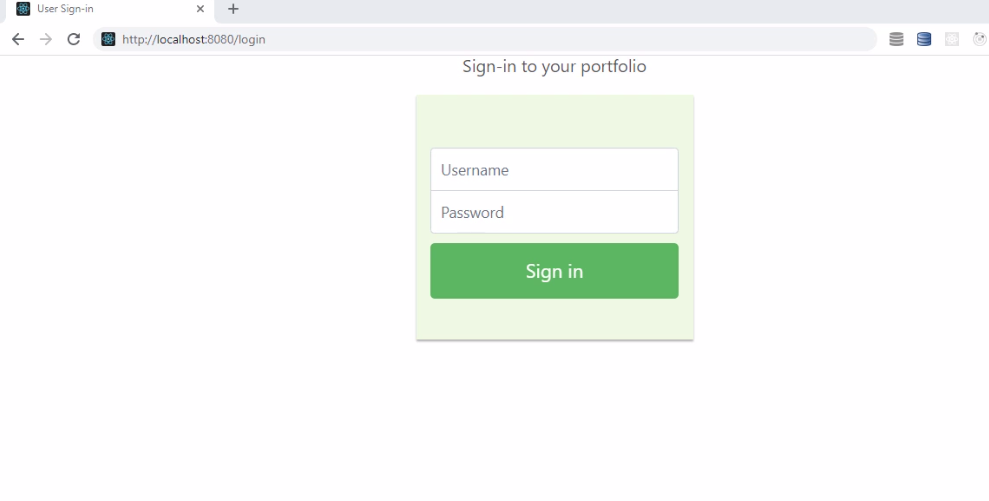 User Sign-in
http://localhost:8080/login
Sign-in to your portfolio
Username
Password
Sign in